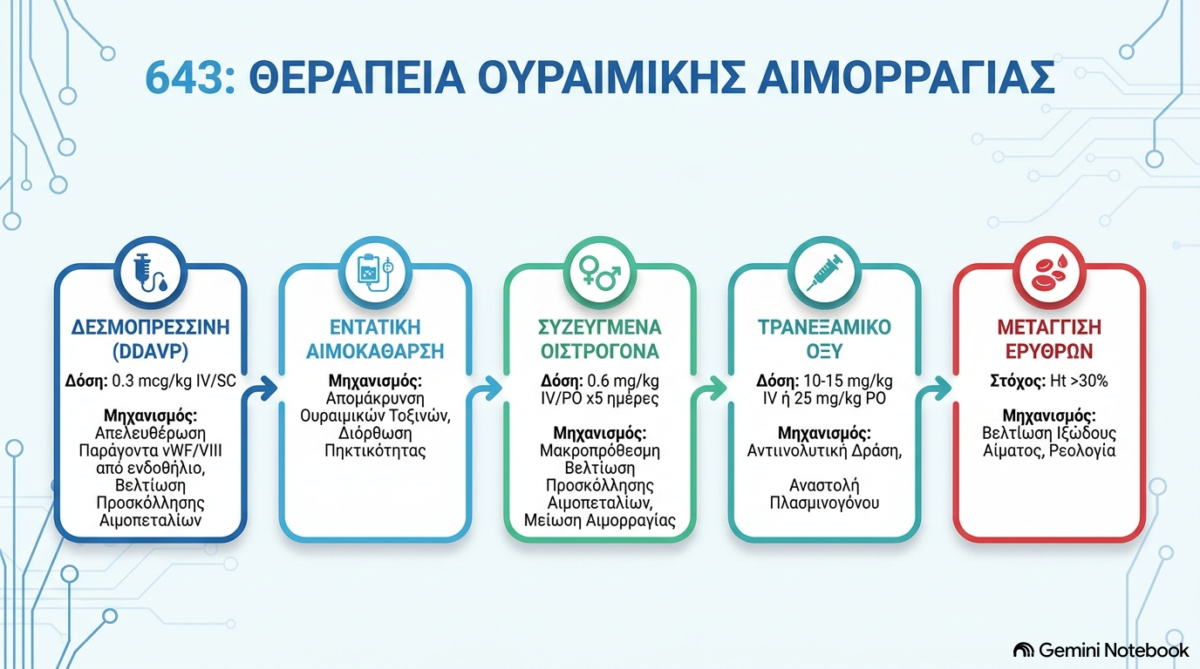 643: ΘΕΡΑΠΕΙΑ ΟΥΡΑΙΜΙΚΗΣ ΑΙΜΟΡΡΑΓΙΑΣ
ΔΕΣΜΟΠΡΕΣΣΙΝΗ
(DDAVP)
Δόση: 0.3 mcg/kg IV/SC
Μηχανισμός:
Απελευθέρωση
Παράγοντα vWF/VIII
από ενδοθήλιο,
Βελτίωση
Προσκόλλησης
Αιμοπεταλίων
ΕΝΤΑΤΙΚΗ
ΑΙΜΟΚΑΘΑΡΣΗ
Μηχανισμός:
Απομάκρυνση
Ουραιμικών Τοξινών,
Διόρθωση
Πηκτικότητας
ΣΥΖΕΥΓΜΕΝΑ
ΟΙΣΤΡΟΓΟΝΑ
Δόση: 0.6 mg/kg
IV/PO x5 ημέρες
Μηχανισμός:
Μακροπρόθεσμη
Βελτίωση
Προσκόλλησης
Αιμοπεταλίων,
Μείωση Αιμορραγίας
ΤΡΑΝΕΞΑΜΙΚΟ
ΟΞΥ
Δόση: 10-15 mg/kg
IV ή 25 mg/kg PO
Μηχανισμός:
Αντιινολυτική Δράση,
Αναστολή
Πλασμινογόνου
ΜΕΤΑΓΓΙΣΗ
ΕΡΥΘΡΩΝ
Στόχος: Ht >30%
Μηχανισμός:
Βελτίωση Ιξώδους
Αίματος, Ρεολογία
Gemini Notebook